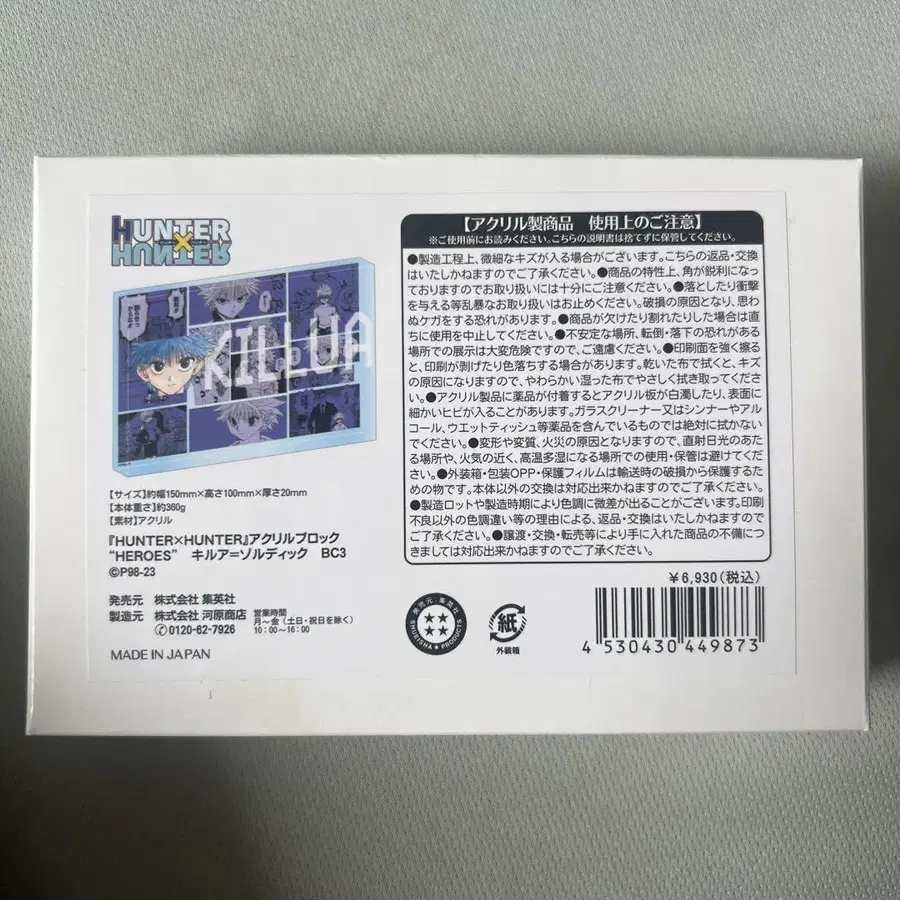 HUNTER
×
HUNTER
KILLUA
【サイズ】約幅150mm×高さ100mm×厚さ20mm
【本体重さ】約360g
【素材】アクリル
『HUNTER×HUNTER』アクリルブロック
“HEROES” キルア=ゾルディック BC3
©P98-23
発売元 株式会社 集英社
製造元 株式会社 河原商店
0120-62-7926
営業時間
月〜金(土日・祝日を除く)
10:00〜16:00
MADE IN JAPAN
【アクリル製商品 使用上のご注意】
※ご使用前にお読みください。こちらの説明書は捨てずに保管してください。
●製造工程上、微細なキズが入る場合がございます。こちらの返品・交換
はいたしかねますのでご了承ください。●商品の特性上、角が鋭利になっ
ておりますのでお取り扱いには十分にご注意ください。●落としたり衝撃
を与える等乱暴なお取り扱いはお止めください。破損の原因となり、思わ
ぬケガをする恐れがあります。●商品が欠けたり割れたりした場合は直
ちに使用を中止してください。●不安定な場所、転倒・落下の恐れがある
場所での展示は大変危険ですので、ご遠慮ください。●印刷面を強く擦る
と、印刷が剥げたり色落ちする場合があります。乾いた布で拭くと、キズ
の原因になりますので、やわらかい湿った布でやさしく拭き取ってくださ
い。●アクリル製品に薬品が付着するとアクリル板が白濁したり、表面に
細かいヒビが入ることがあります。ガラスクリーナー又はシンナーやアル
コール、ウエットティッシュ等薬品を含んでいるものでは絶対に拭かない
でください。●変形や変質、火災の原因となりますので、直射日光のあた
る場所や、火気の近く、高温多湿になる場所での使用・保管は避けてくださ
い。●外装箱・包装OPP・保護フィルムは輸送時の破損から保護するた
めの物です。本体以外の交換は対応出来かねますのでご了承ください。
●製造ロットや製造時期により色調に微差が出ることがございます。印刷
不良以外の色調違い等の理由による、返品・交換はいたしかねますので
ご了承ください。●譲渡・交換・転売等により手に入れた商品の不備につ
きましては対応出来かねますのでご了承ください。
¥6,930(税込)
発売元:集英社
SHUEISHA★PRODUCTS
紙
外装箱
4 530430 449873